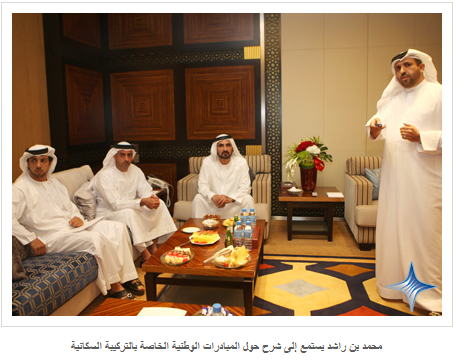 محمد بن راشد يستمع إلى شرح حول المبادرات الوطنية الخاصة بالتركيبة السكانية